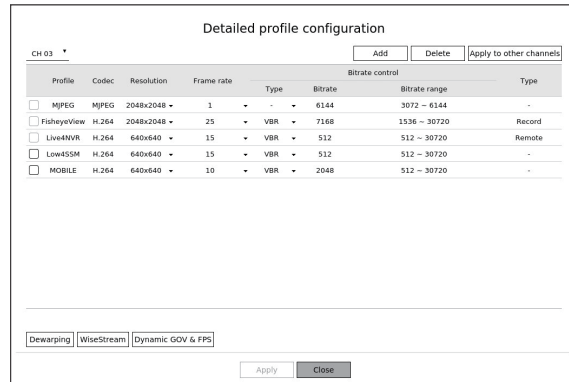 Detailed profile configuration
CH 03 Add Delete Apply to other channels
Bitrate control
Profile Codec Resolution Frame rate Type
Type Bitrate Bitrate range
MJPEG MJPEG 2048x2048 1 - 6144 3072 ~ 6144 -
FisheyeView H.264 2048x2048 25 VBR 7168 1536 ~ 30720 Record
Live4NVR H.264 640x640 15 VBR 512 512 ~ 30720 Remote
Low4SSM H.264 640x640 15 VBR 512 512 ~ 30720 -
MOBILE H.264 640x640 10 VBR 2048 512 ~ 30720 -
Dewarping WiseStream Dynamic GOV & FPS
Apply Close